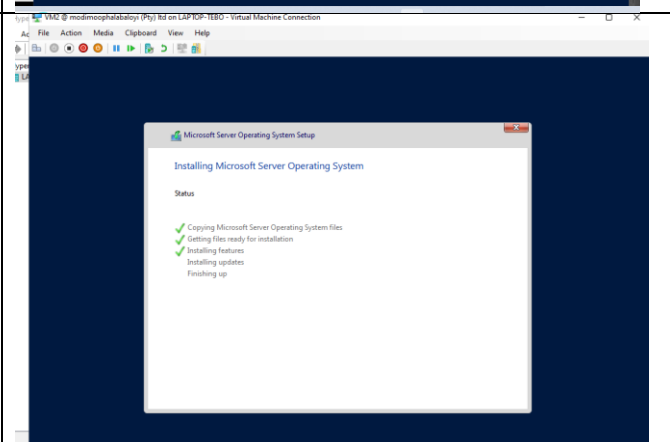 VM2 @ modimoophalabaloyi (Pty) ltd on LAPTOP-TEBO - Virtual Machine Connection
File Action Media Clipboard View Help
Microsoft Server Operating System Setup
Installing Microsoft Server Operating System
Status
Copying Microsoft Server Operating System files
Getting files ready for installation
Installing features
Installing updates
Finishing up